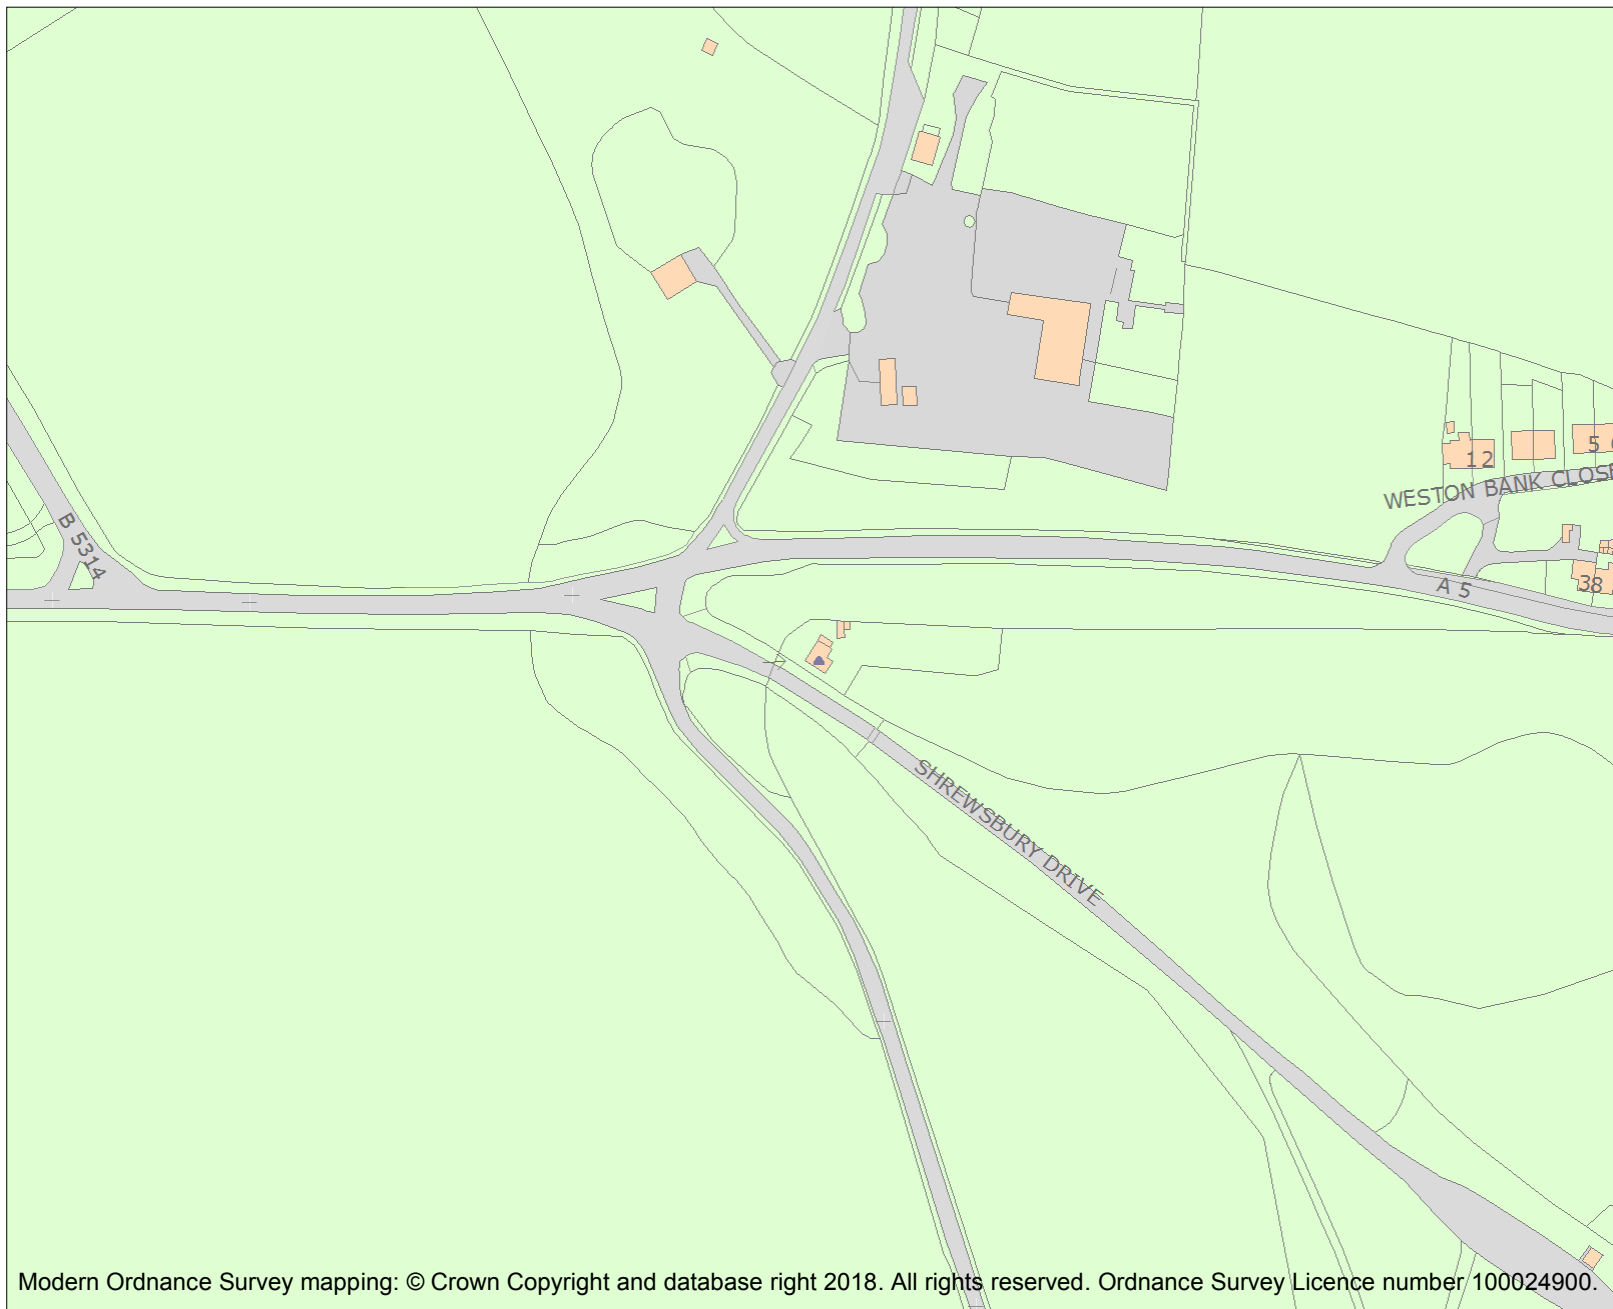 12
5
WESTON BANK CLOSE
B 5314
A 5
38
SHREWSBURY DRIVE
Modern Ordnance Survey mapping: © Crown Copyright and database right 2018. All rights reserved. Ordnance Survey Licence number 100024900.